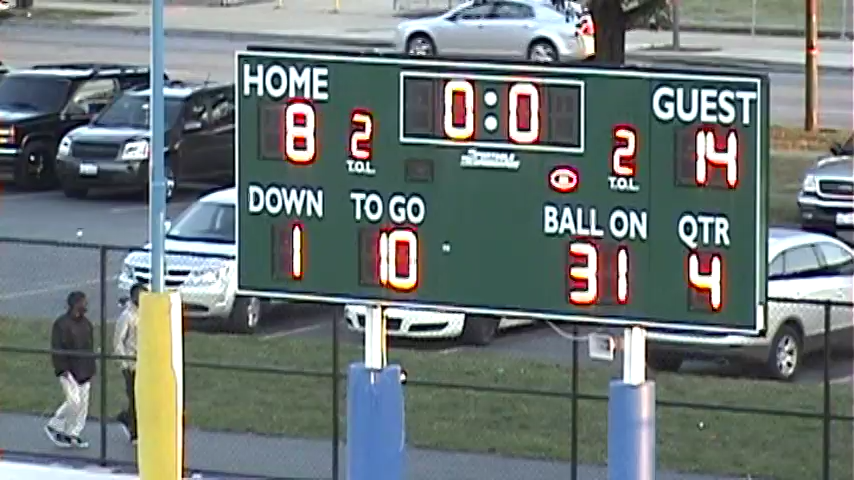 HOME 0:0 GUEST
8 2 2 14
T.O.L. T.O.L.
DOWN TO GO BALL ON QTR
1 10 31 4